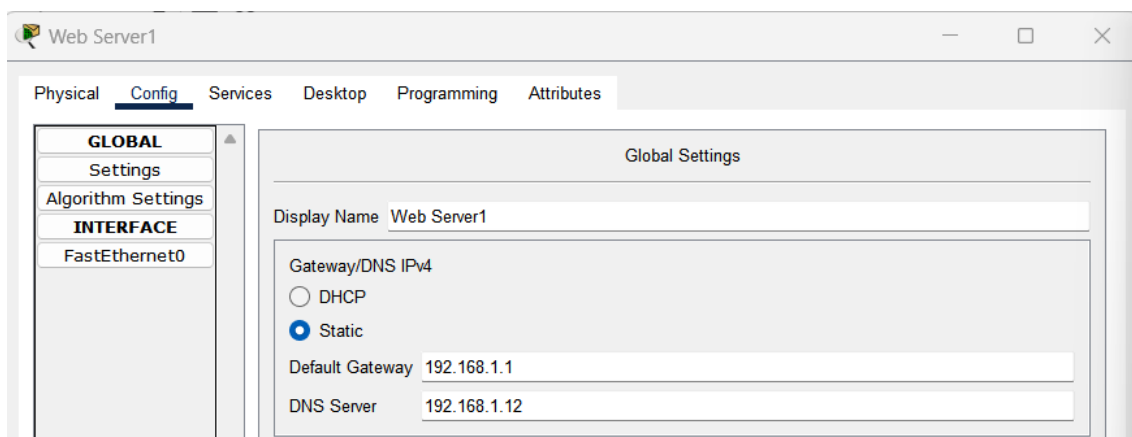 Web Server1
Physical Config Services Desktop Programming Attributes
GLOBAL
Settings
Algorithm Settings
INTERFACE
FastEthernet0
Global Settings
Display Name Web Server1
Gateway/DNS IPv4
DHCP
Static
Default Gateway 192.168.1.1
DNS Server 192.168.1.12